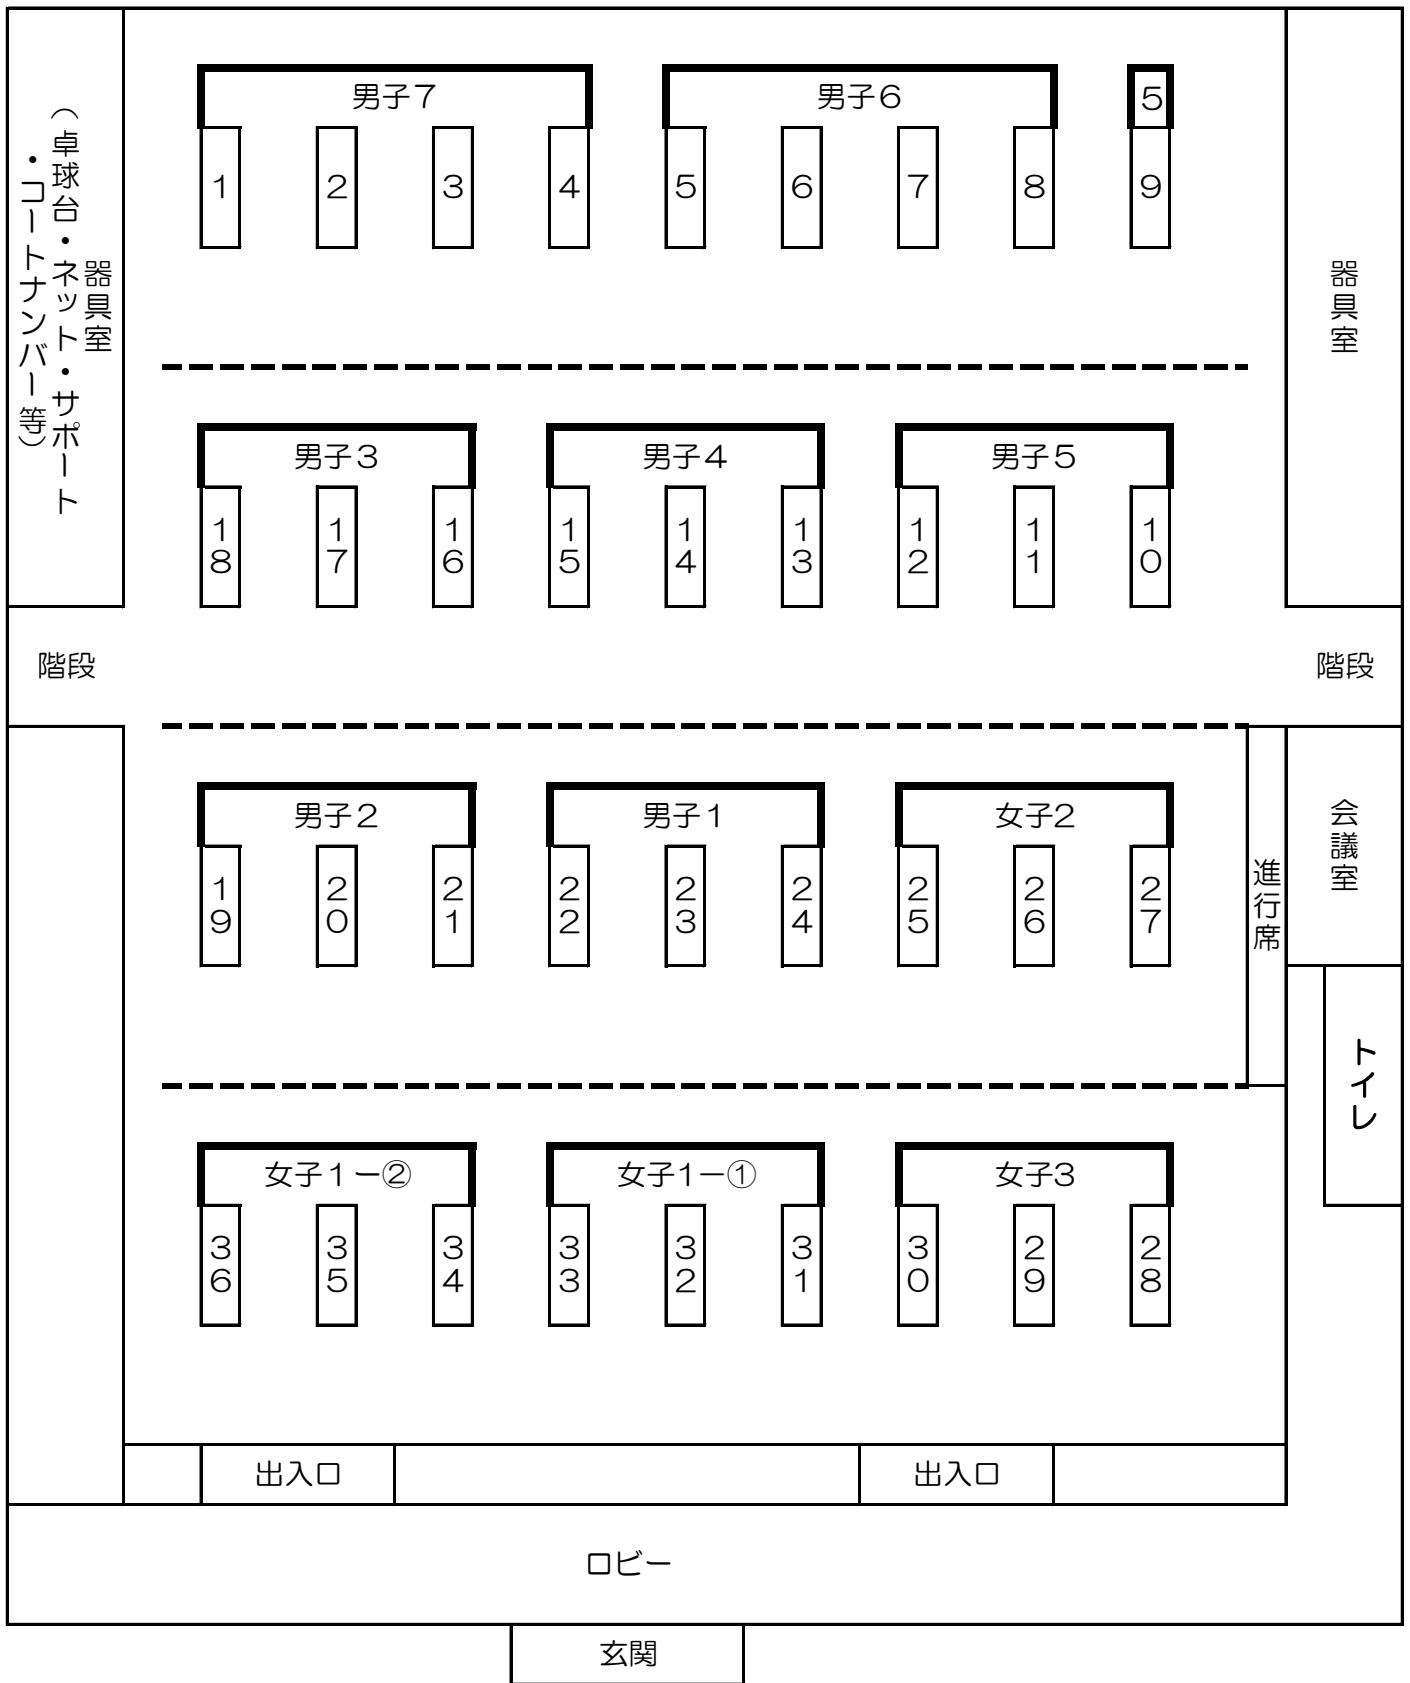 男子７
男子６
５
１
２
３
４
５
６
７
８
９
器具室
（卓球台・ネット・サポート
・コートナンバー等）
器具室
男子３
男子４
男子５
１８
１７
１６
１５
１４
１３
１２
１１
１０
階段
階段
男子２
男子１
女子２
１９
２０
２１
２２
２３
２４
２５
２６
２７
進行席
会議室
トイレ
女子１ー②
女子１ー①
女子３
３６
３５
３４
３３
３２
３１
３０
２９
２８
出入口
出入口
ロビー
玄関